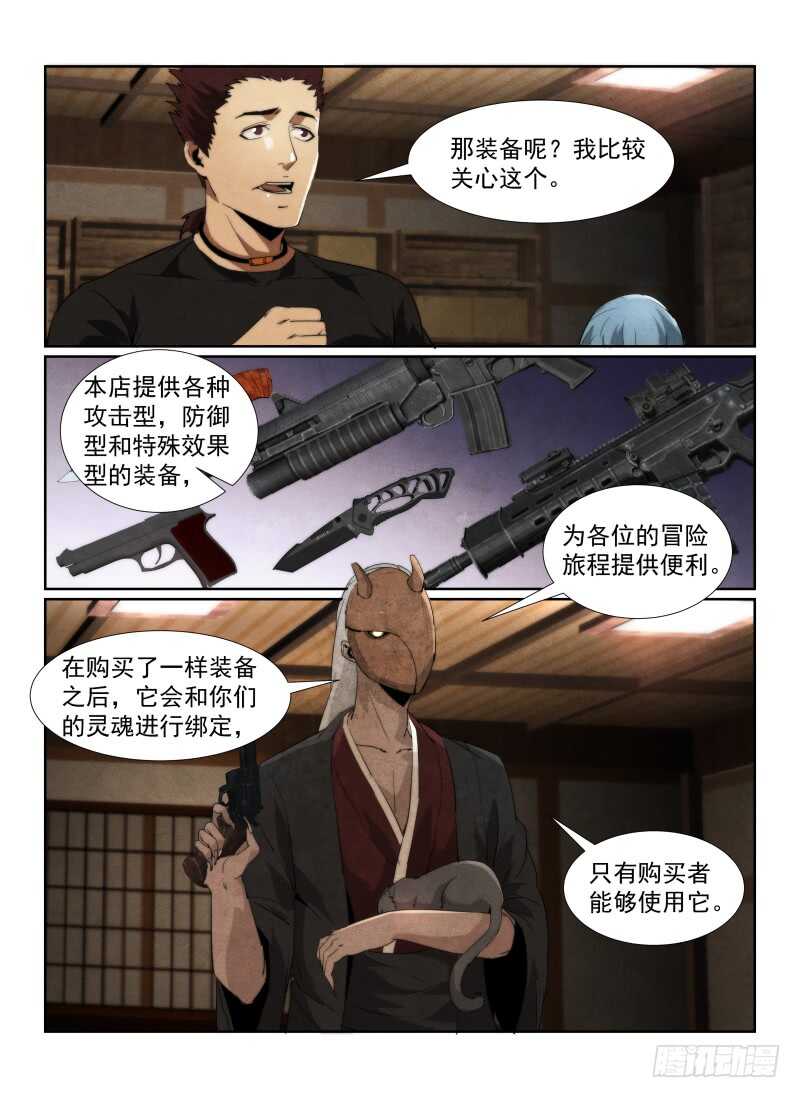 那装备呢？我比较
关心这个。
本店提供各种
攻击型，防御
型和特殊效果
型的装备，
为各位的冒险
旅程提供便利。
在购买了一样装备
之后，它会和你们
的灵魂进行绑定，
只有购买者
能够使用它。
腾讯动漫